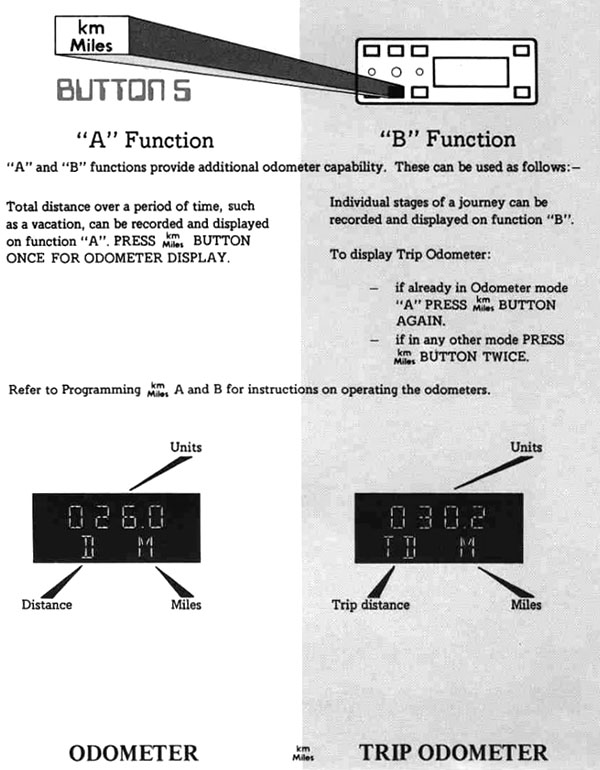 km
Miles
BUTTON 5
"A" Function
"B" Function
"A" and "B" functions provide additional odometer capability. These can be used as follows:—
Total distance over a period of time, such
as a vacation, can be recorded and displayed
on function "A". PRESS km Miles BUTTON
ONCE FOR ODOMETER DISPLAY.
Individual stages of a journey can be
recorded and displayed on function "B".
To display Trip Odometer:
— if already in Odometer mode
"A" PRESS km Miles BUTTON
AGAIN.
— if in any other mode PRESS
km Miles BUTTON TWICE.
Refer to Programming km Miles A and B for instructions on operating the odometers.
Units
026.0
D M
Distance
Miles
Units
030.2
TD M
Trip distance
Miles
ODOMETER
km
Miles
TRIP ODOMETER